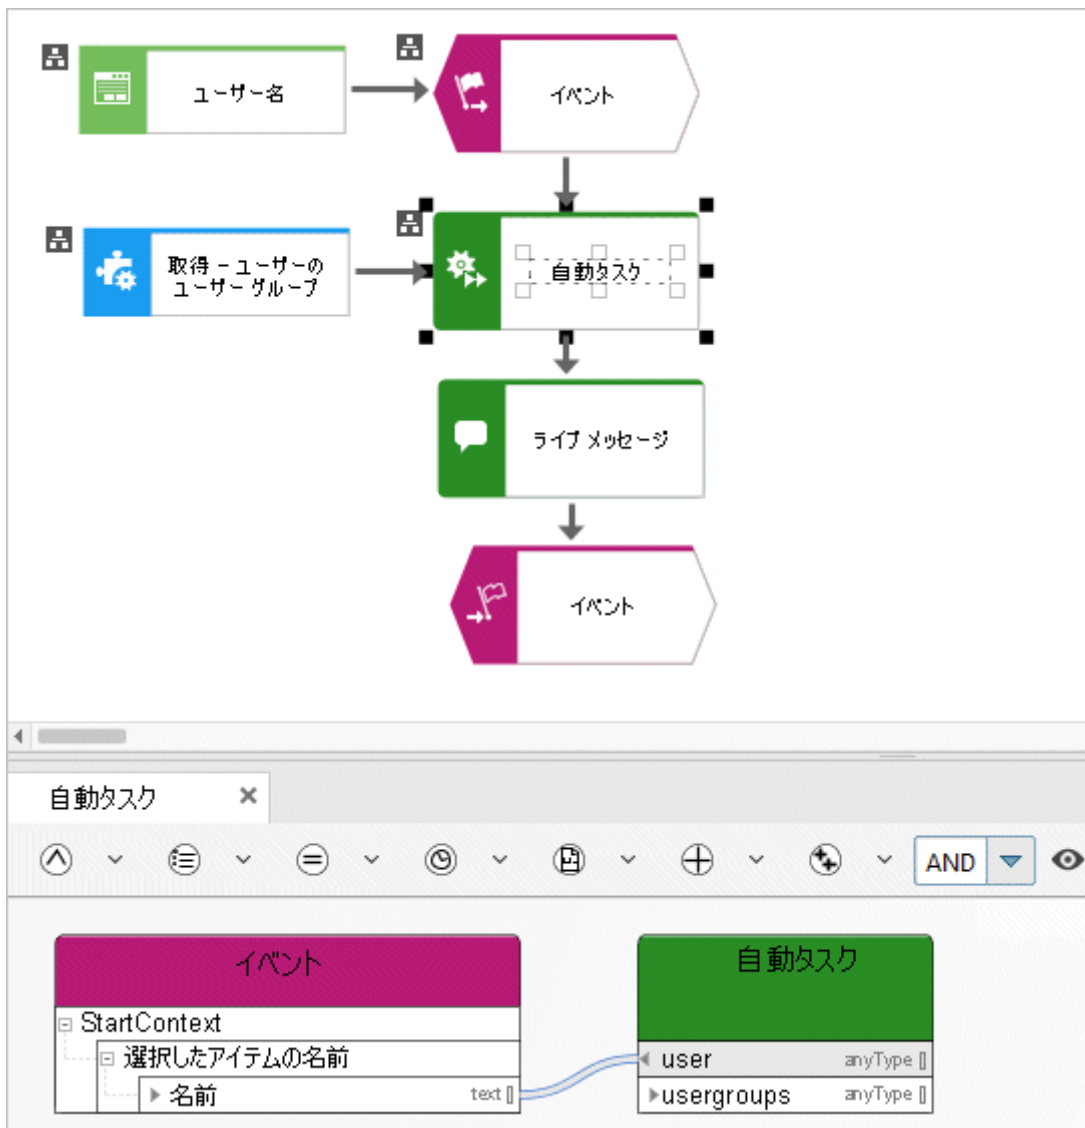 ユーザー名
イベント
取得 - ユーザーの
ユーザー グループ
自動タスク
ライブ メッセージ
イベント
自動タスク
AND
イベント
自動タスク
StartContext
選択したアイテムの名前
user anyType []
名前 text []
usergroups anyType []